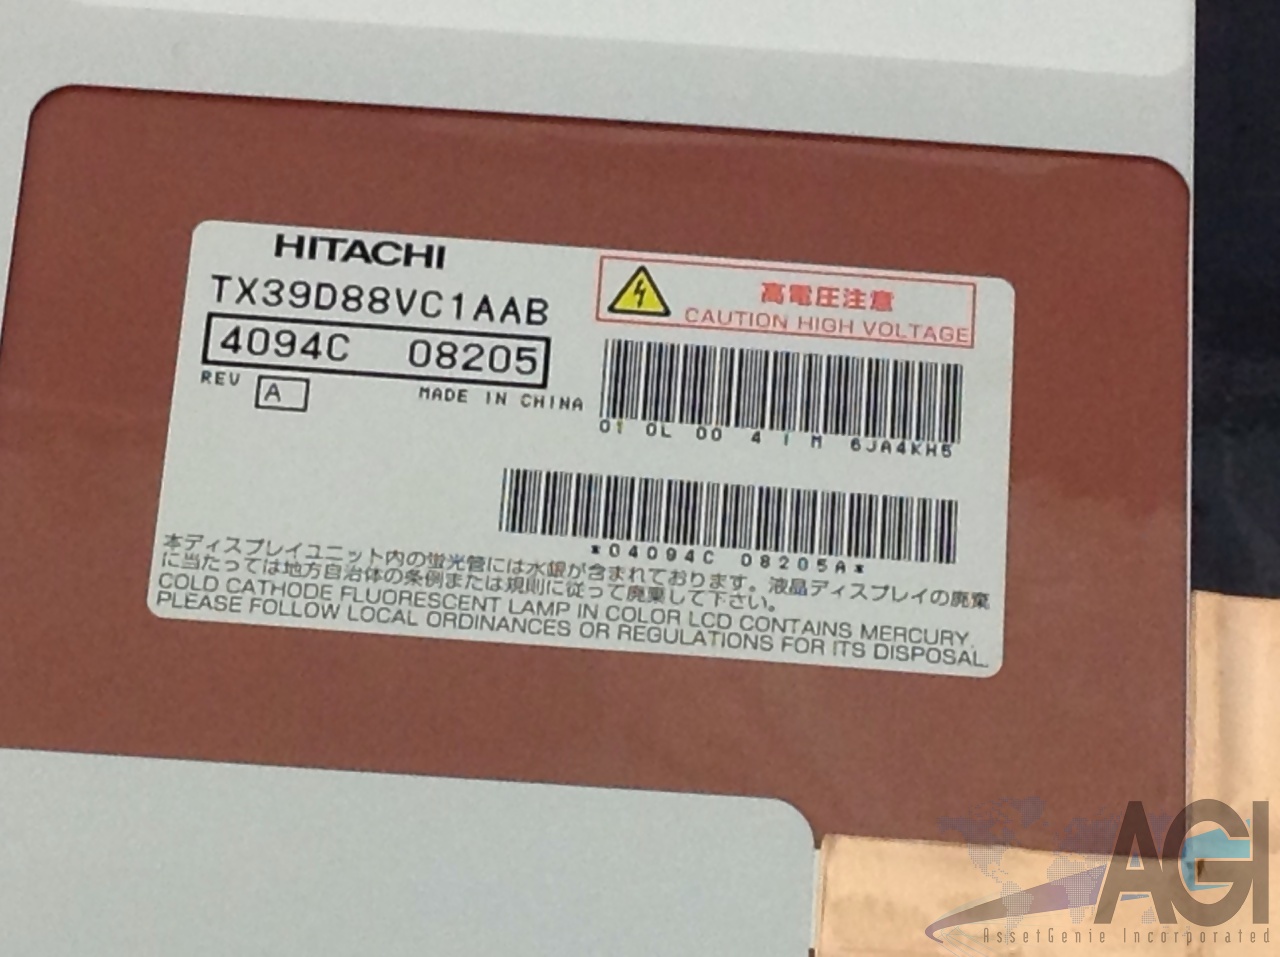 HITACHI
TX39D88VC1AAB
4094C 08205
REV A MADE IN CHINA
高電圧注意
CAUTION HIGH VOLTAGE
01 0L 00 4 1 M 6JA4KH5
*04094C 08205A*
本ディスプレイユニット内の蛍光管には水銀が含まれております。液晶ディスプレイの廃棄
に当たっては地方自治体の条例または規則に従って廃棄して下さい。
COLD CATHODE FLUORESCENT LAMP IN COLOR LCD CONTAINS MERCURY,
PLEASE FOLLOW LOCAL ORDINANCES OR REGULATIONS FOR ITS DISPOSAL.
AGI
AssetGenie Incorporated